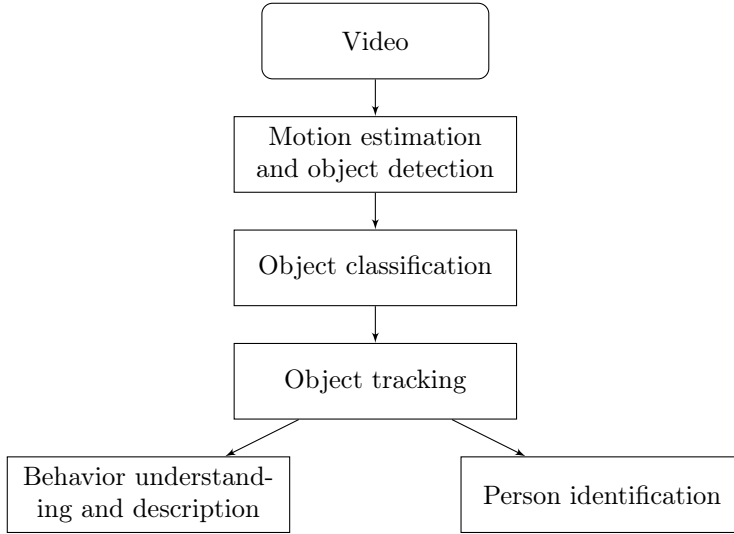 Video
Motion estimation
and object detection
Object classification
Object tracking
Behavior understand-
ing and description
Person identification